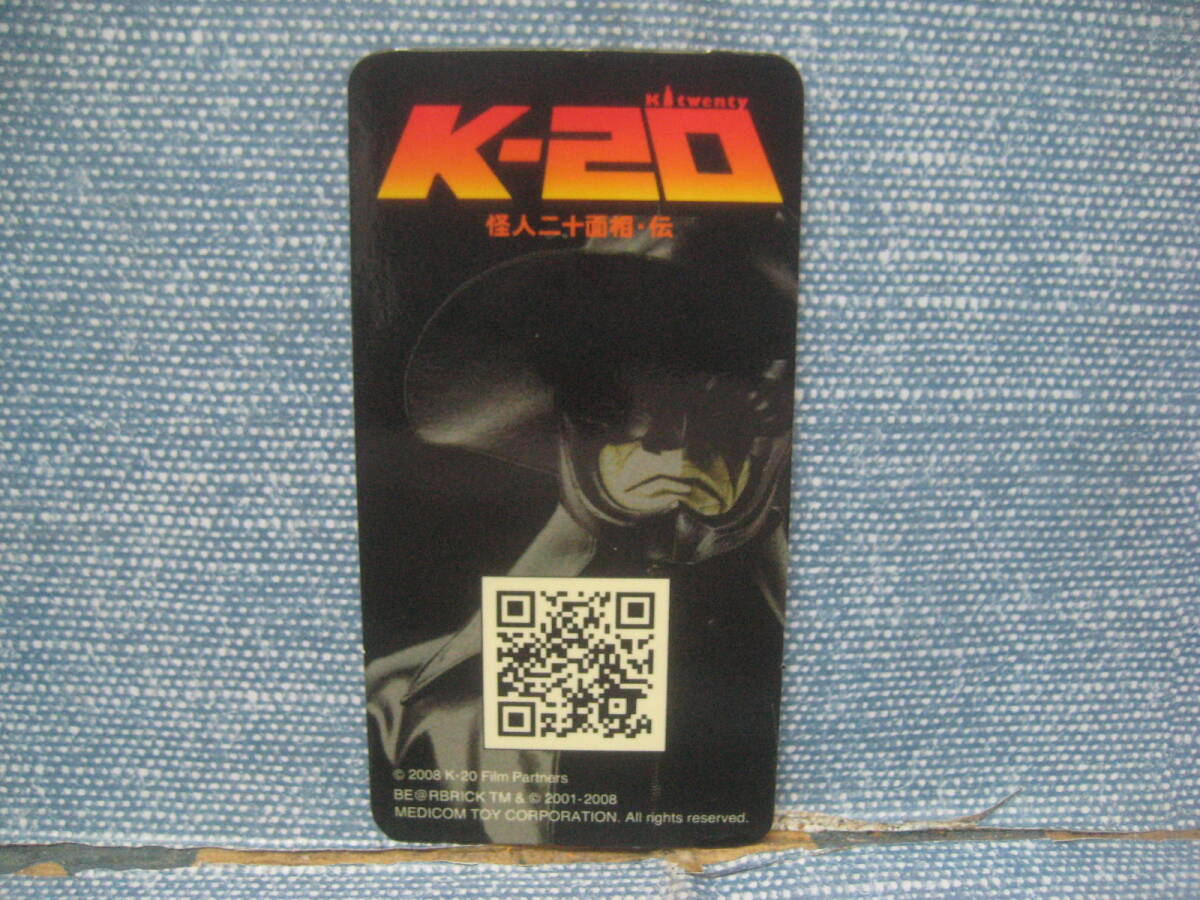 K twenty
K-20
怪人二十面相・伝
© 2008 K・20 Film Partners
BE@RBRICK TM & © 2001-2008
MEDICOM TOY CORPORATION. All rights reserved.